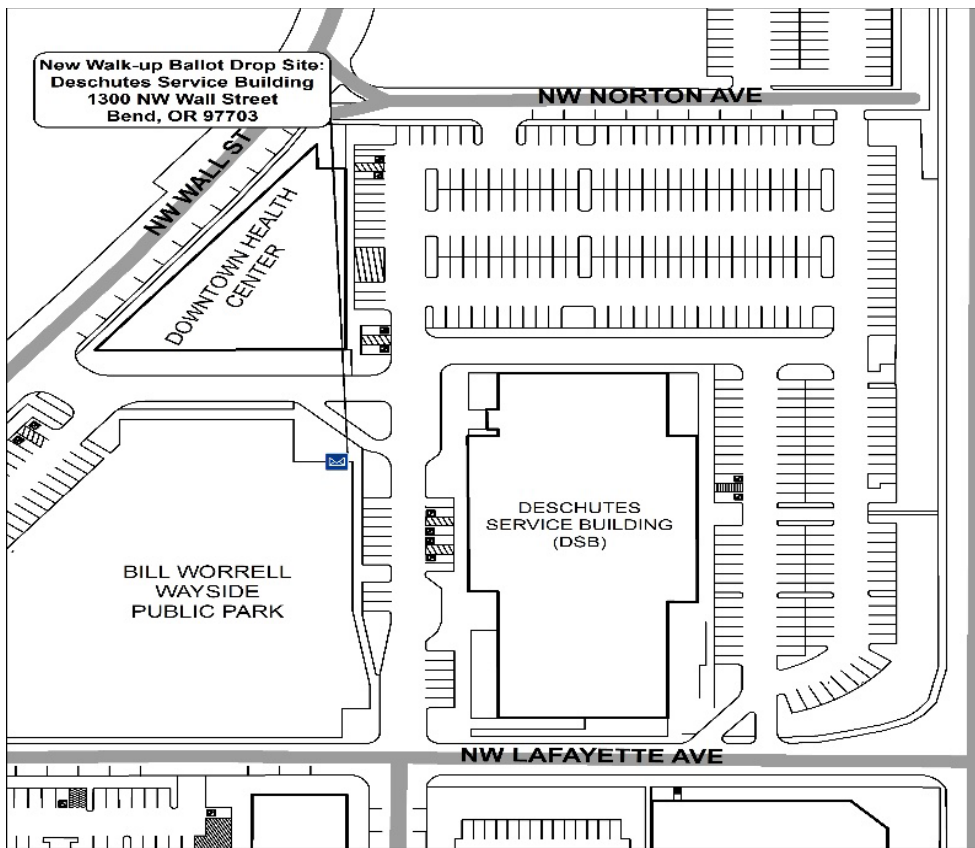 New Walk-up Ballot Drop Site:
Deschutes Service Building
1300 NW Wall Street
Bend, OR 97703
NW NORTON AVE
NW WALL ST
DOWNTOWN HEALTH
CENTER
DESCHUTES
SERVICE BUILDING
(DSB)
BILL WORRELL
WAYSIDE
PUBLIC PARK
NW LAFAYETTE AVE